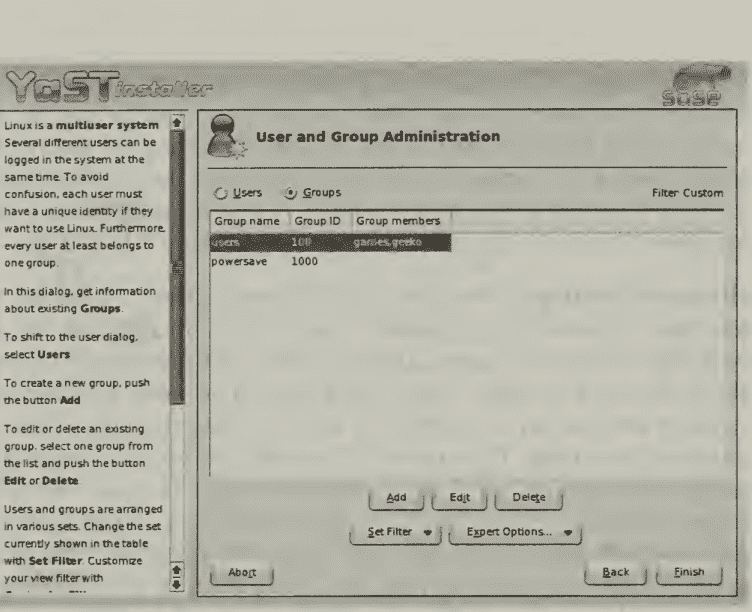 YaST installer
SUSE
Linux is a multiuser system
Several different users can be
logged in the system at the
same time. To avoid
confusion, each user must
have a unique identity if they
want to use Linux. Furthermore,
every user at least belongs to
one group.
In this dialog, get information
about existing Groups.
To shift to the user dialog,
select Users
To create a new group, push
the button Add
To edit or delete an existing
group, select one group from
the list and push the button
Edit or Delete.
Users and groups are arranged
in various sets. Change the set
currently shown in the table
with Set Filter. Customize
your view filter with
User and Group Administration
Users Groups Filter: Custom
Group name Group ID Group members
users 100 games,geeko
powersave 1000
Add Edit Delete
Set Filter Expert Options...
Abort Back Finish